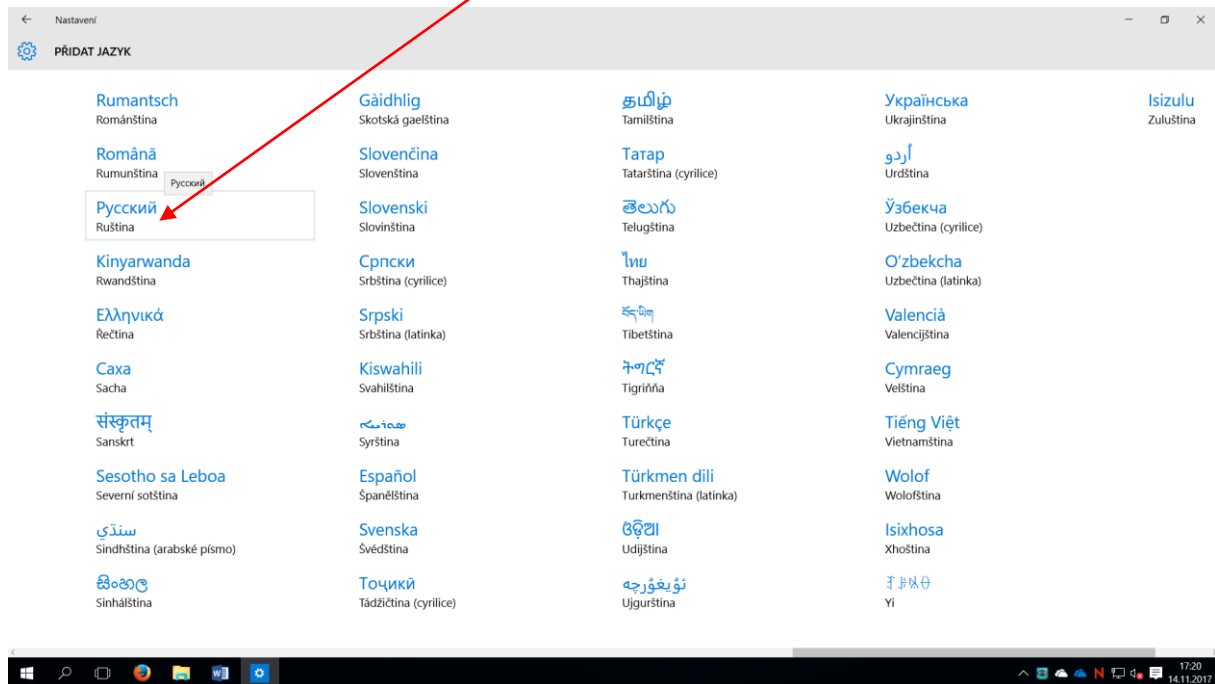 Nastavení
PŘIDAT JAZYK
Rumantsch
Románština
Română
Rumunština
Русский
Русский
Ruština
Kinyarwanda
Rwandština
Ελληνικά
Řečtina
Саха
Sacha
संस्कृतम्
Sanskrt
Sesotho sa Leboa
Severní sotština
سنڌي
Sindhština (arabské písmo)
සිංහල
Sinhálština
Gàidhlig
Skotská gaelština
Slovenčina
Slovenština
Slovenski
Slovinština
Српски
Srbština (cyrilice)
Srpski
Srbština (latinka)
Kiswahili
Svahilština
ܣܘܪܝܝܐ
Syrština
Español
Španělština
Svenska
Švédština
Тоҷикӣ
Tádžičtina (cyrilice)
தமிழ்
Tamilština
Татар
Tatarština (cyrilice)
తెలుగు
Telugština
ไทย
Thajština
བོད་ཡིག
Tibetština
ትግርኛ
Tigriňňa
Türkçe
Turečtina
Türkmen dili
Turkmenština (latinka)
ଓଡ଼ିଆ
Udijština
ئۇيغۇرچە
Ujgurština
Українська
Ukrajinština
اُردو
Urdština
Ўзбекча
Uzbečtina (cyrilice)
O'zbekcha
Uzbečtina (latinka)
Valencià
Valencijština
Cymraeg
Velština
Tiếng Việt
Vietnamština
Wolof
Wolofština
Isixhosa
Xhoština
Yi
Isizulu
Zuluština
17:20
14.11.2017